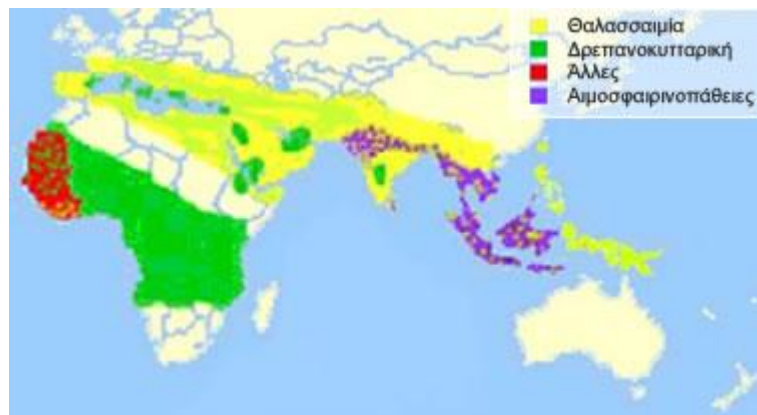 Θαλασσαιμία
Δρεπανοκυτταρική
Άλλες
Αιμοσφαιρινοπάθειες